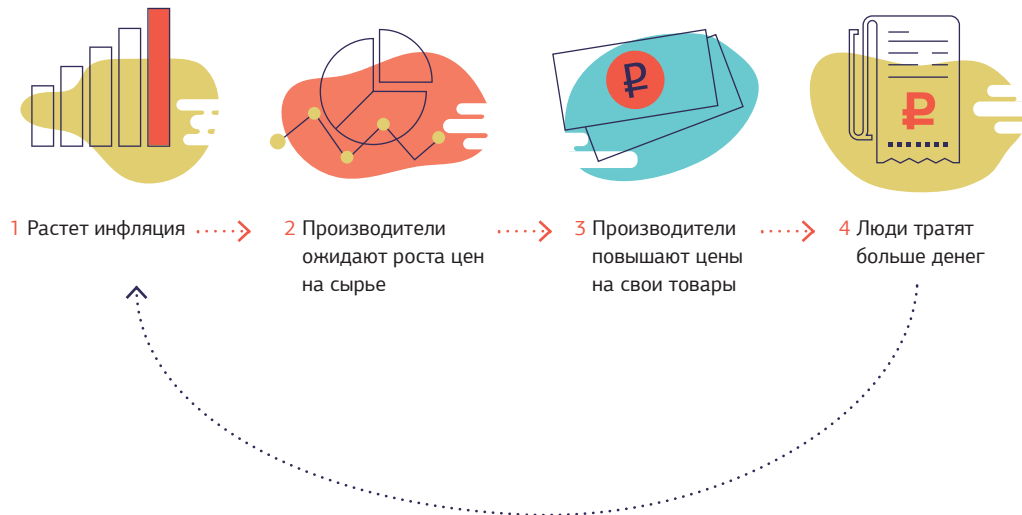 1 Растет инфляция
2 Производители
ожидают роста цен
на сырье
3 Производители
повышают цены
на свои товары
4 Люди тратят
больше денег
₽
₽